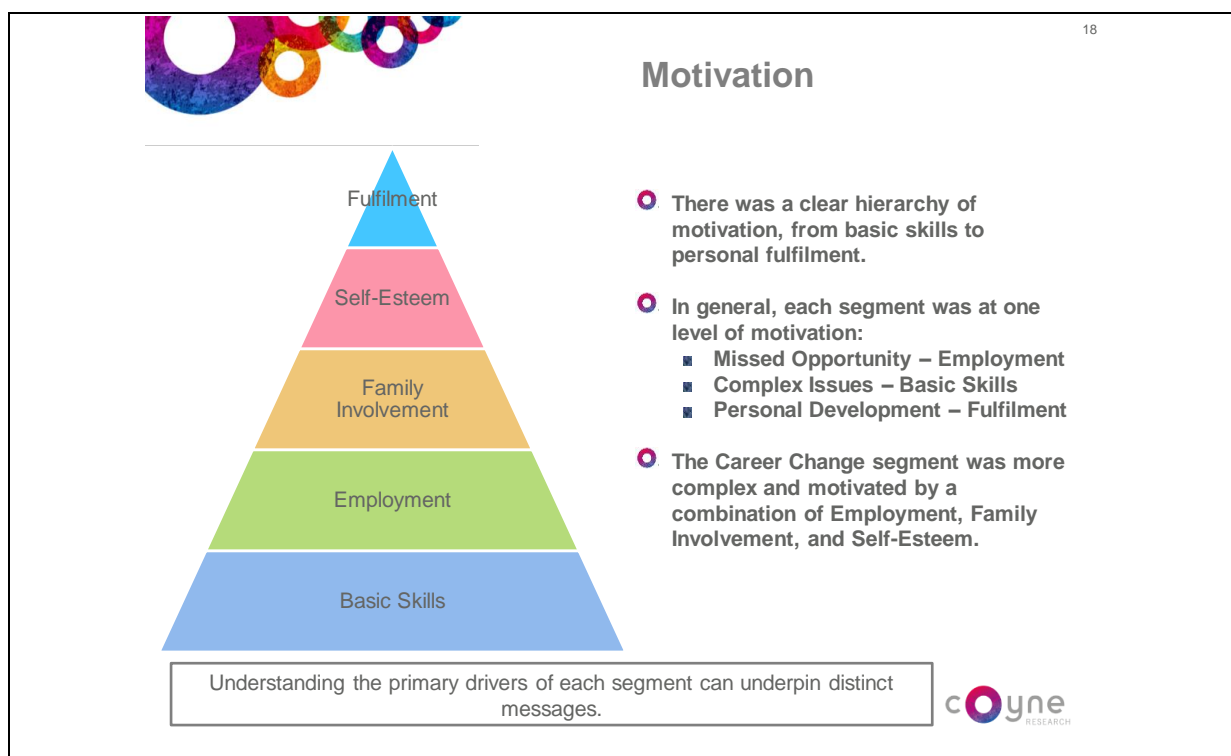 18
Motivation
Fulfilment
Self-Esteem
Family
Involvement
Employment
Basic Skills
There was a clear hierarchy of
motivation, from basic skills to
personal fulfilment.
In general, each segment was at one
level of motivation:
Missed Opportunity – Employment
Complex Issues – Basic Skills
Personal Development – Fulfilment
The Career Change segment was more
complex and motivated by a
combination of Employment, Family
Involvement, and Self-Esteem.
Understanding the primary drivers of each segment can underpin distinct
messages.
coyne
RESEARCH